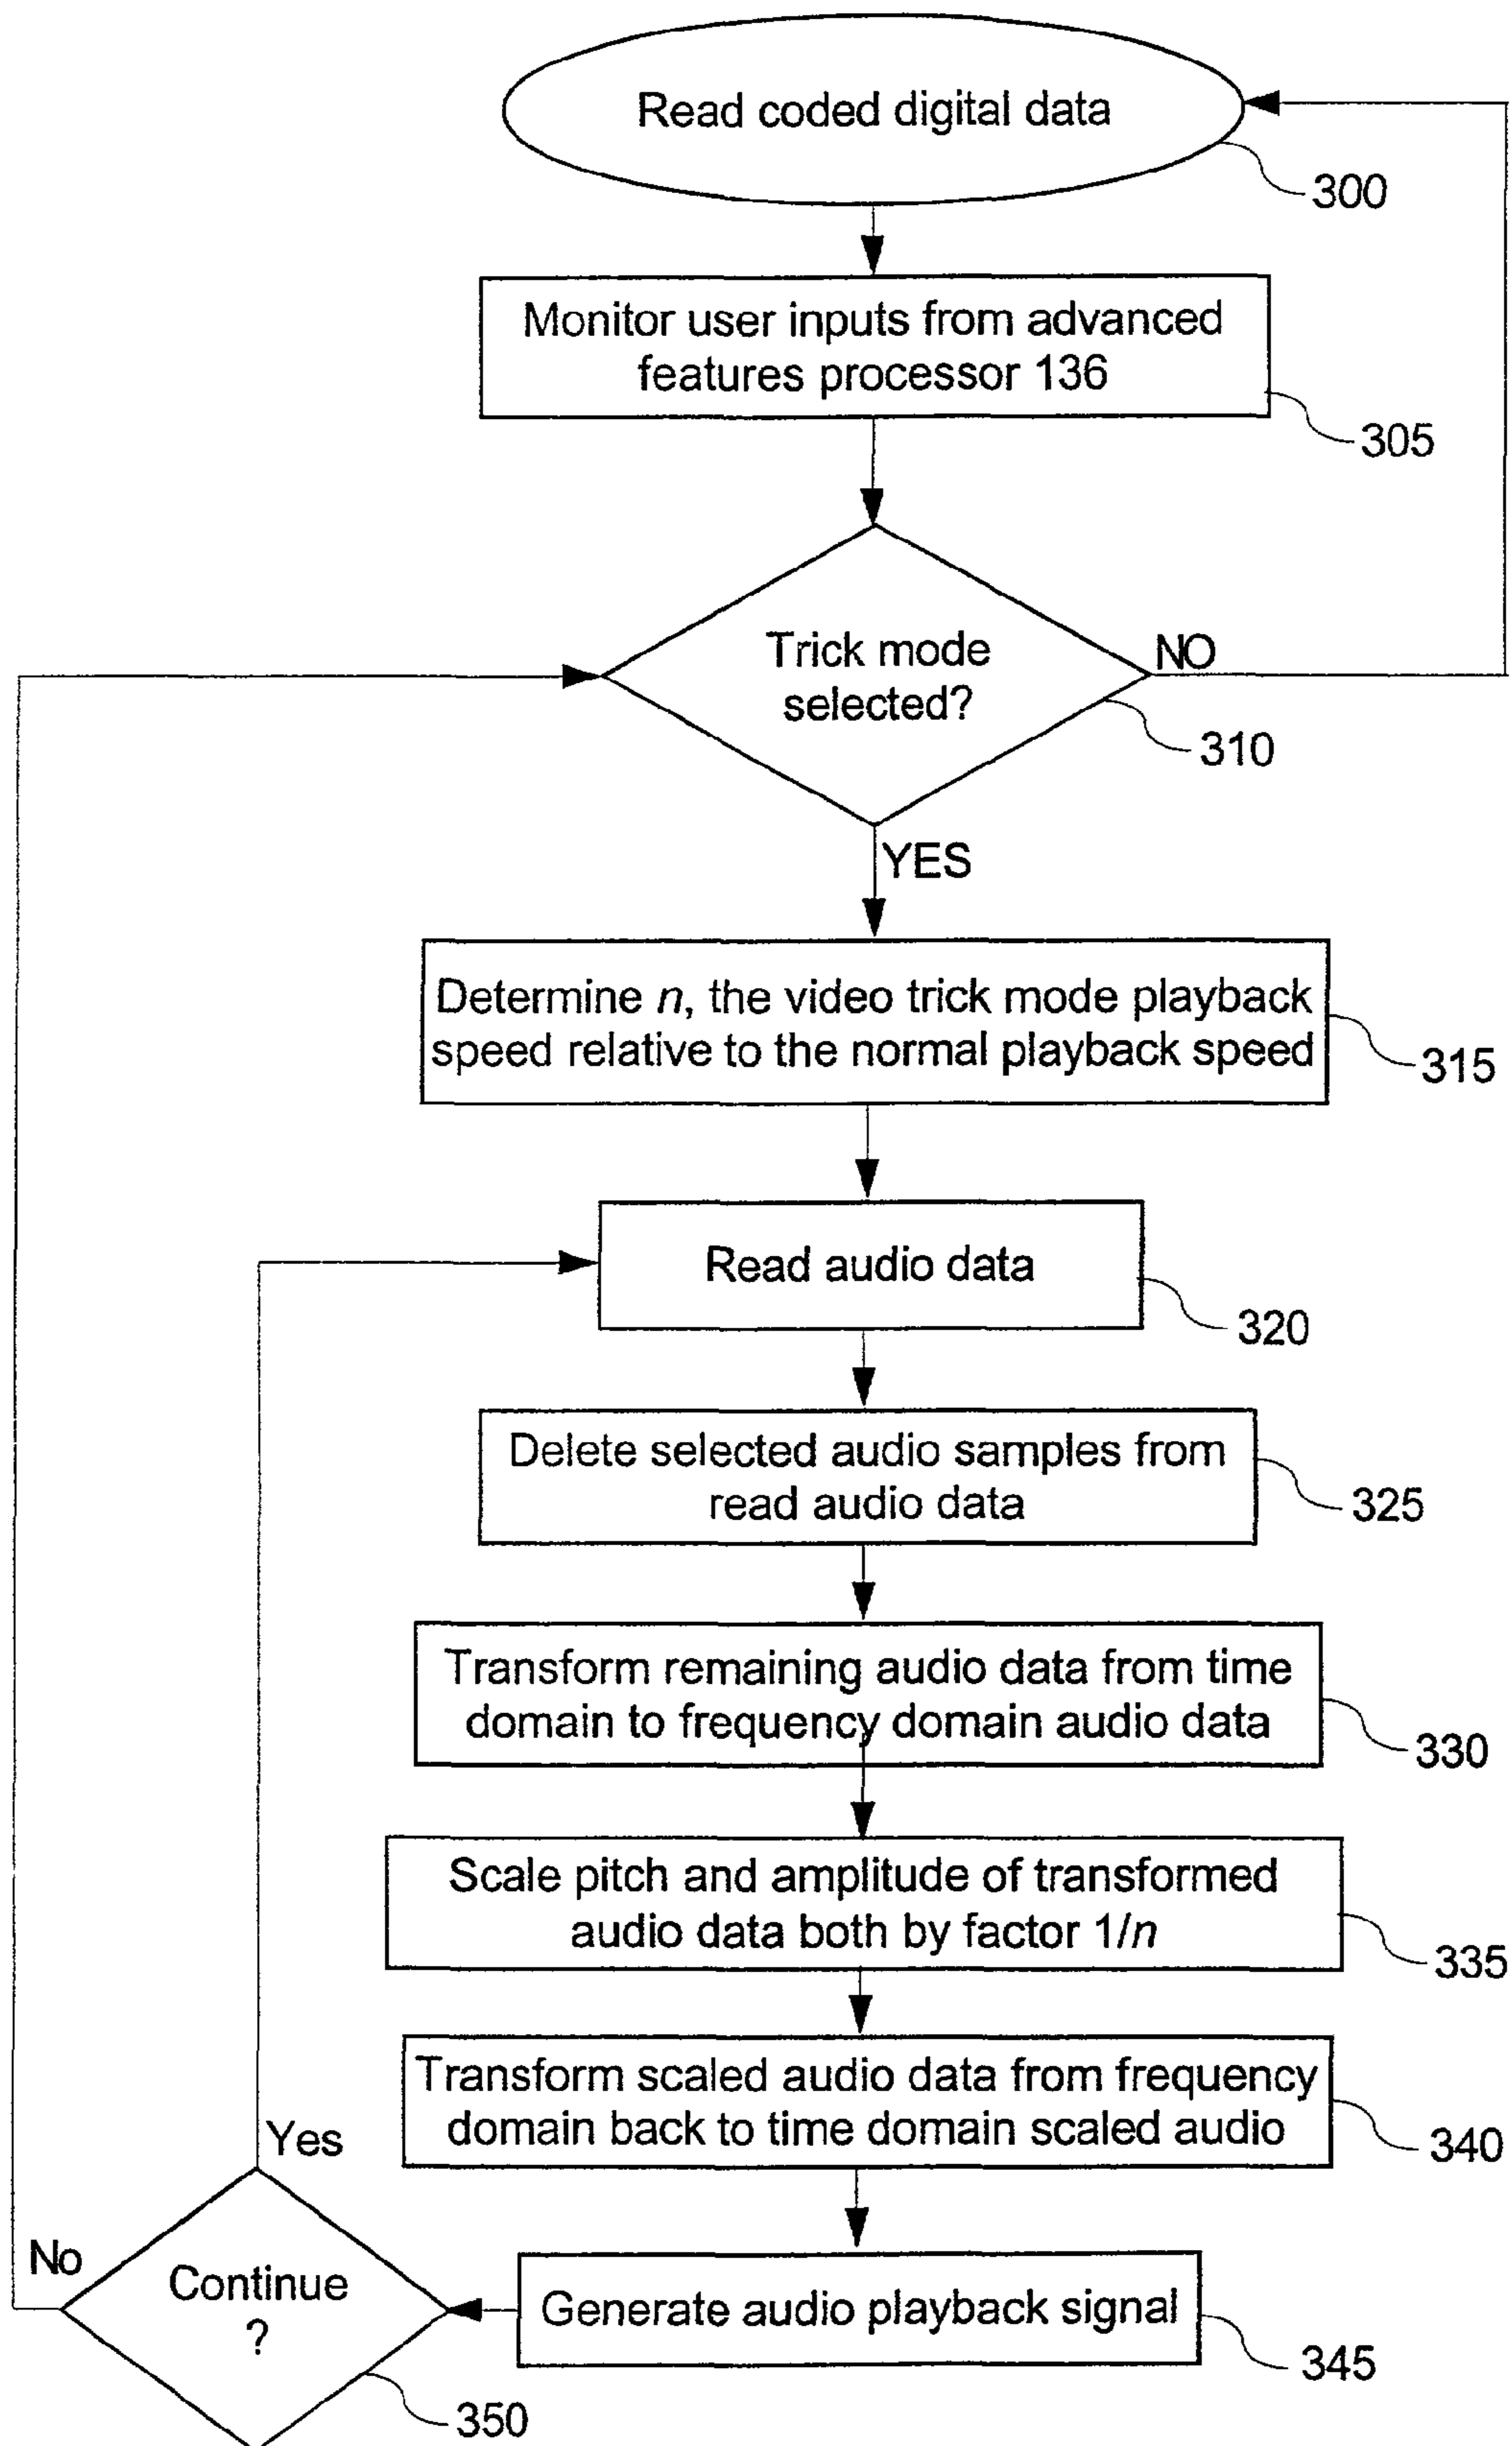 Read coded digital data
300
Monitor user inputs from advanced
features processor 136
305
Trick mode
selected?
NO
310
YES
Determine n, the video trick mode playback
speed relative to the normal playback speed
315
Read audio data
320
Delete selected audio samples from
read audio data
325
Transform remaining audio data from time
domain to frequency domain audio data
330
Scale pitch and amplitude of transformed
audio data both by factor 1/n
335
Transform scaled audio data from frequency
domain back to time domain scaled audio
340
Generate audio playback signal
345
Continue
?
Yes
No
350